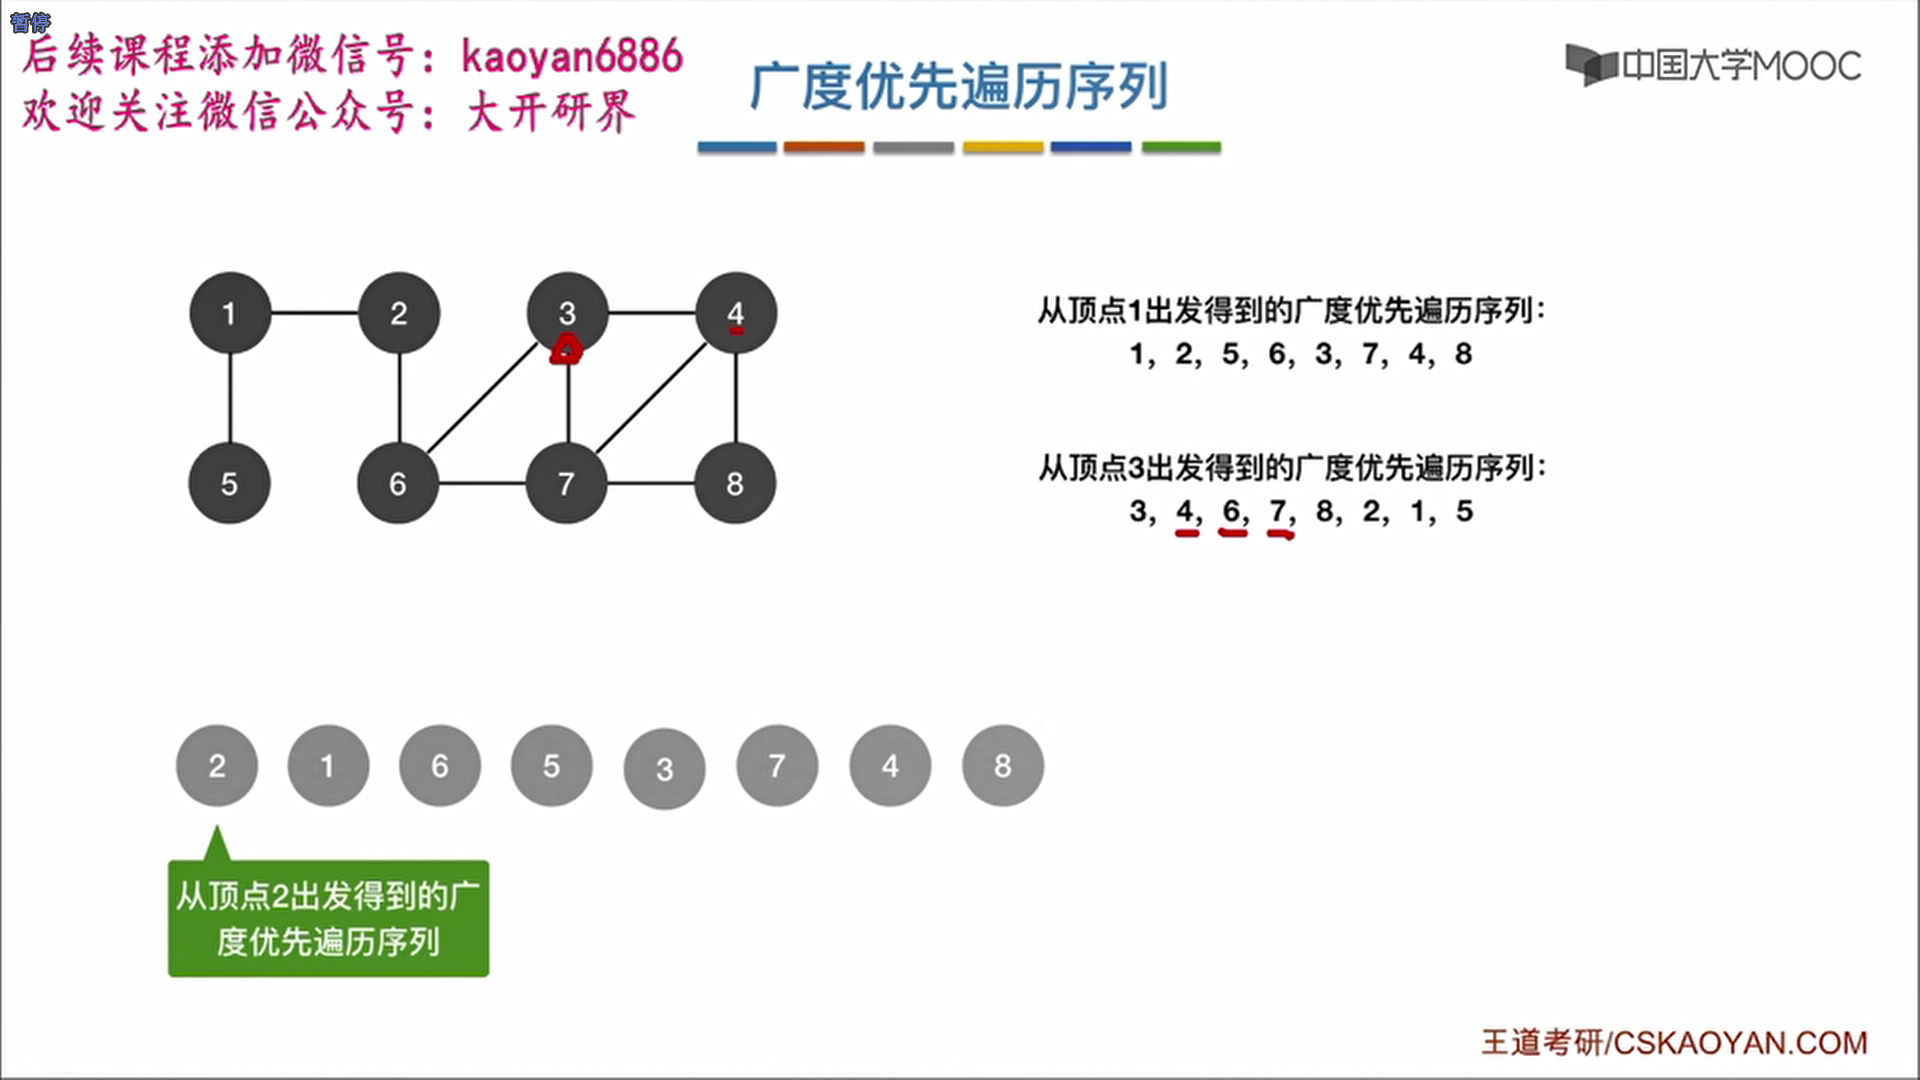 暂停
后续课程添加微信号：kaoyan6886
欢迎关注微信公众号：大开研界
广度优先遍历序列
中国大学MOOC
1 2 3 4
5 6 7 8
从顶点1出发得到的广度优先遍历序列：
1, 2, 5, 6, 3, 7, 4, 8
从顶点3出发得到的广度优先遍历序列：
3, 4, 6, 7, 8, 2, 1, 5
2 1 6 5 3 7 4 8
从顶点2出发得到的广
度优先遍历序列
王道考研/CSKAOYAN.COM